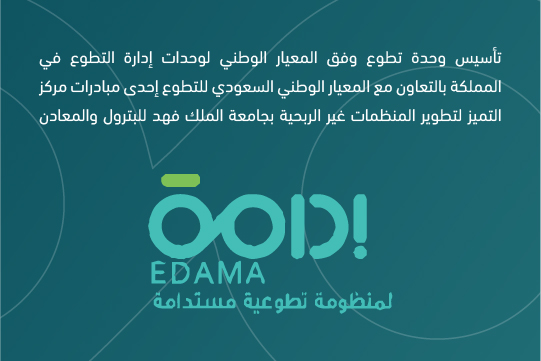 تأسيس وحدة تطوع وفق المعيار الوطني لوحدات إدارة التطوع في
المملكة بالتعاون مع المعيار الوطني السعودي للتطوع إحدى مبادرات مركز
التميز لتطوير المنظمات غير الربحية بجامعة الملك فهد للبترول والمعادن
إدامة
EDAMA
لمنظومة تطوعية مستدامة